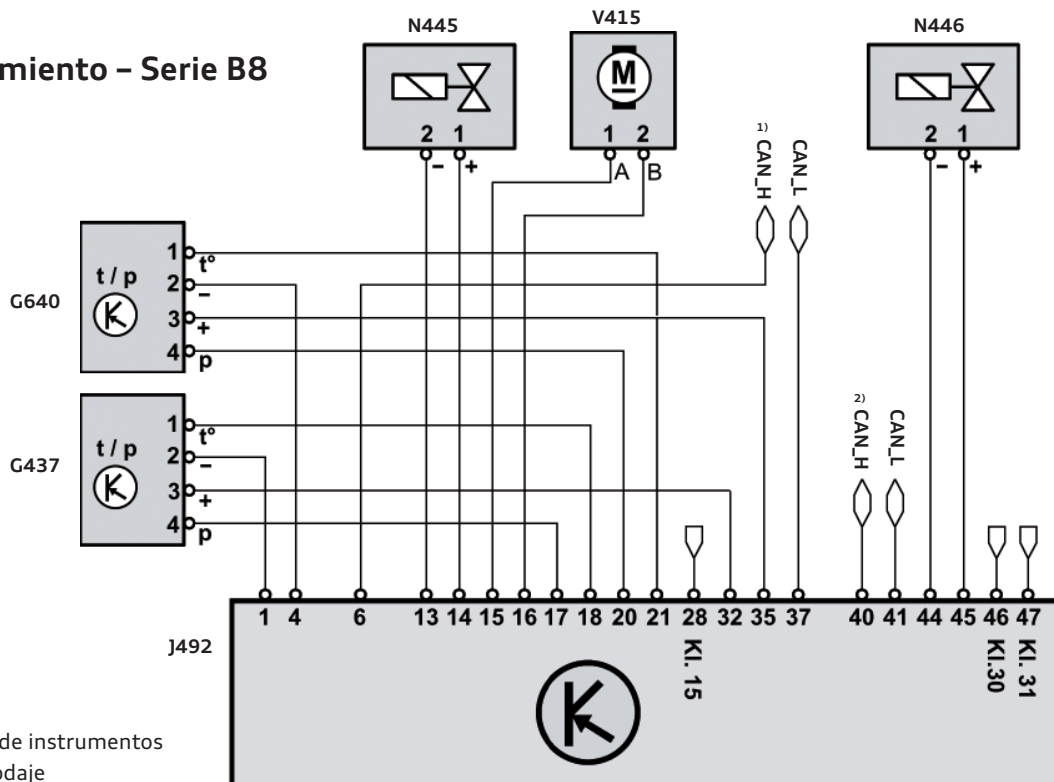 N445
V415
N446
miento – Serie B8
M
2 1
1 2
2 1
- +
A B
- +
1) CAN_H
CAN_L
G640
t / p
1 t°
2 -
3 +
4 p
G437
t / p
1 t°
2 -
3 +
4 p
2) CAN_H
CAN_L
1 4 6 13 14 15 16 17 18 20 21 28 32 35 37 40 41 44 45 46 47
J492
Kl. 15
Kl.30
Kl. 31
de instrumentos
odaje